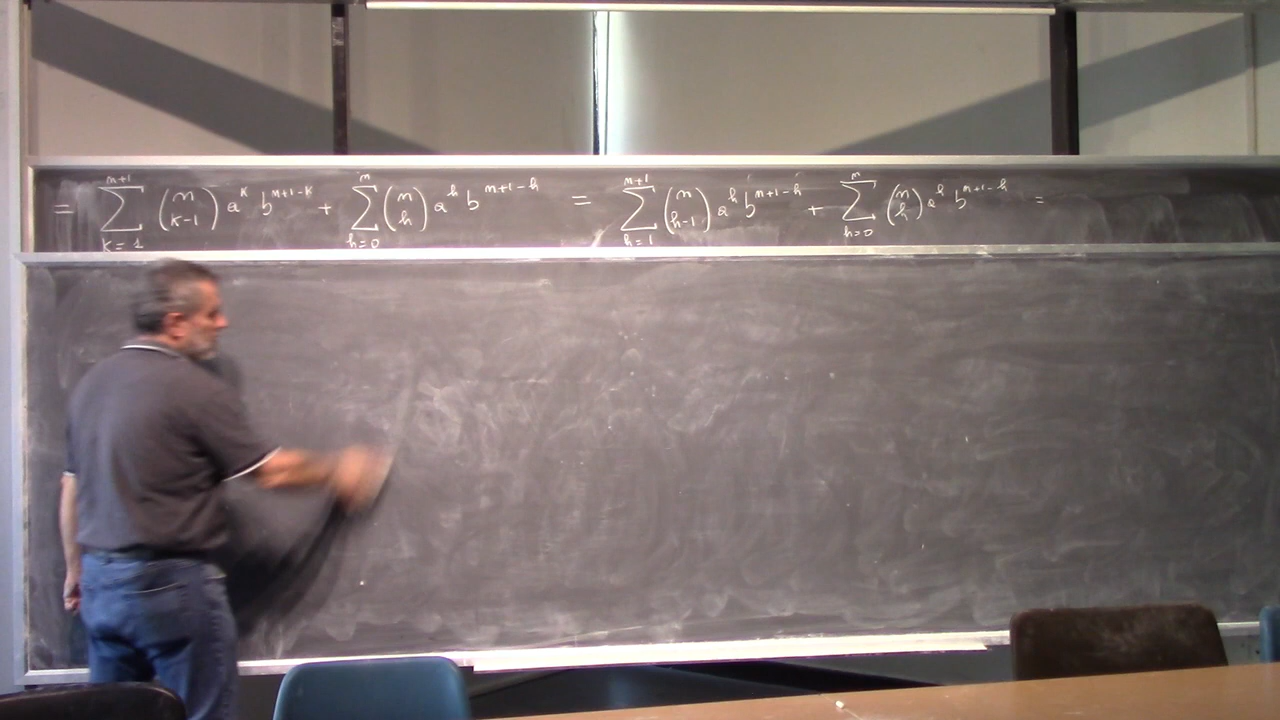 = \sum_{k=1}^{n+1} \binom{n}{k-1} a^k b^{n+1-k} + \sum_{h=0}^{n} \binom{n}{h} a^h b^{n+1-h} = \sum_{h=1}^{n+1} \binom{n}{h-1} a^h b^{n+1-h} + \sum_{h=0}^{n} \binom{n}{h} a^h b^{n+1-h} =